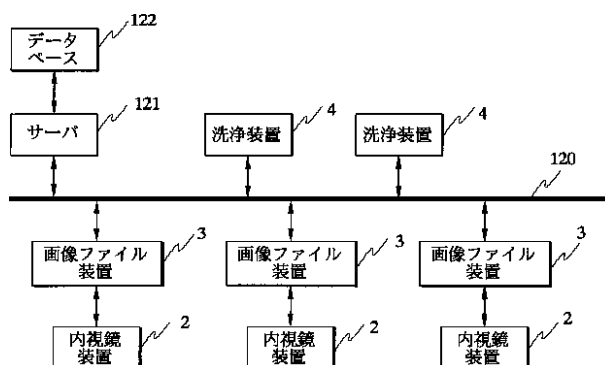 122
データ
ベース
121
サーバ
4
洗浄装置
4
洗浄装置
120
3
画像ファイル
装置
3
画像ファイル
装置
3
画像ファイル
装置
2
内視鏡
装置
2
内視鏡
装置
2
内視鏡
装置